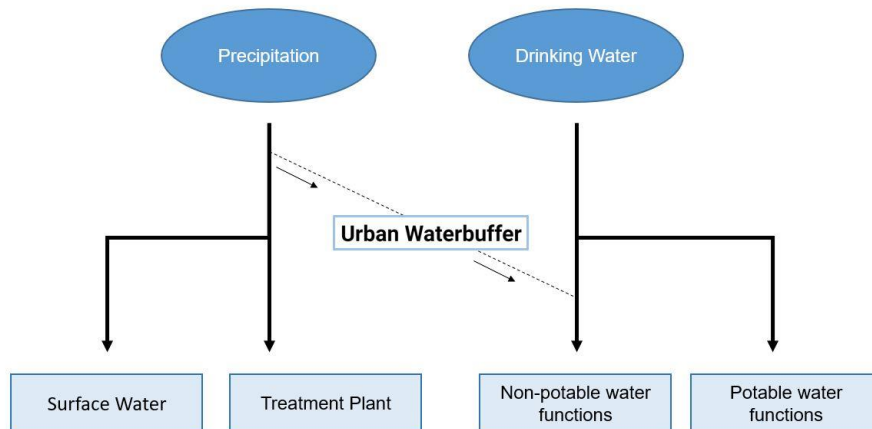 Precipitation
Drinking Water
Urban Waterbuffer
Surface Water
Treatment Plant
Non-potable water
functions
Potable water
functions